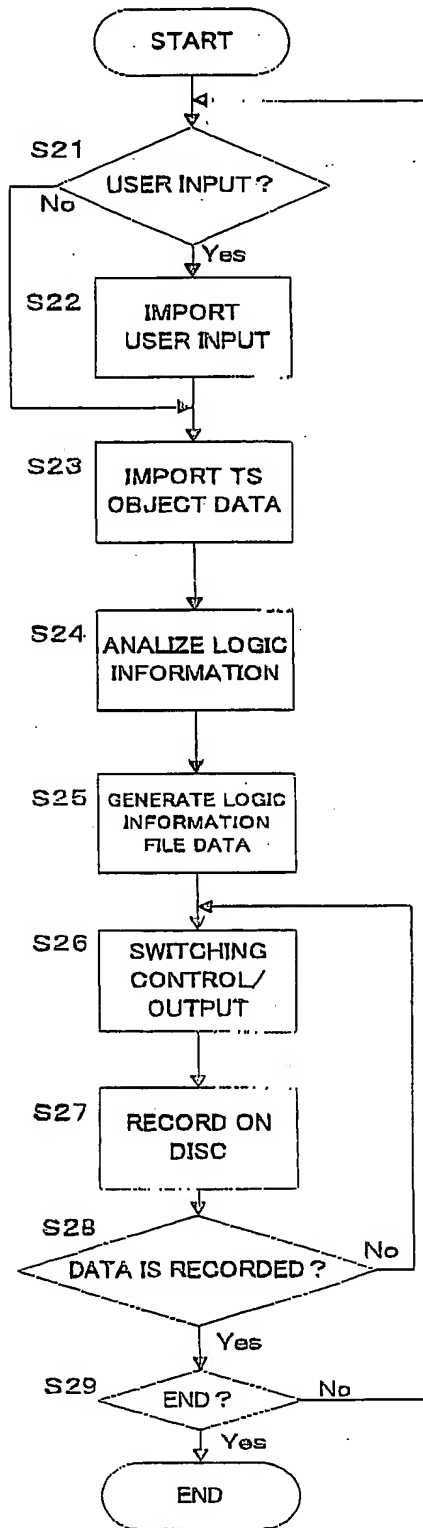 START
S21
USER INPUT?
No
Yes
S22
IMPORT
USER INPUT
S23
IMPORT TS
OBJECT DATA
S24
ANALIZE LOGIC
INFORMATION
S25
GENERATE LOGIC
INFORMATION
FILE DATA
S26
SWITCHING
CONTROL/
OUTPUT
S27
RECORD ON
DISC
S28
DATA IS RECORDED?
No
Yes
S29
END?
No
Yes
END